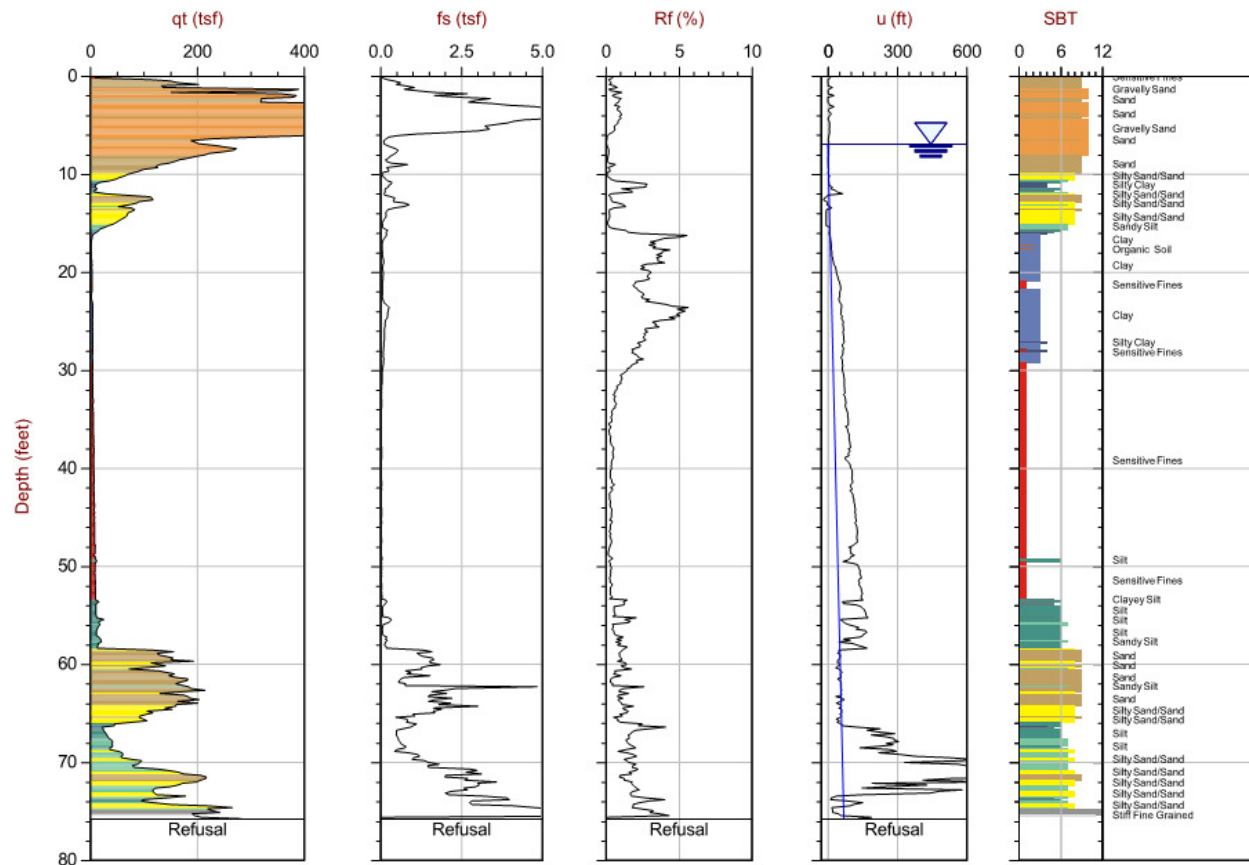 qt (tsf) fs (tsf) Rf (%) u (ft) SBT
0 200 400 0.0 2.5 5.0 0 5 10 0 300 600 0 6 12
0
Sensitive Fines
Gravelly Sand
Sand
Sand
Gravelly Sand
Sand
Sand
10
Silty Sand/Sand
Silty Clay
Silty Sand/Sand
Silty Sand/Sand
Silty Sand/Sand
Sandy Silt
Clay
Organic Soil
Clay
20
Sensitive Fines
Clay
Silty Clay
Sensitive Fines
30
Depth (feet)
Sensitive Fines
40
Silt
50
Sensitive Fines
Clayey Silt
Silt
Silt
Silt
Sandy Silt
Sand
60
Sand
Sand
Sandy Silt
Sand
Silty Sand/Sand
Silty Sand/Sand
Silt
Silt
Silty Sand/Sand
70
Silty Sand/Sand
Silty Sand/Sand
Silty Sand/Sand
Silty Sand/Sand
Stiff Fine Grained
Refusal Refusal Refusal Refusal
80